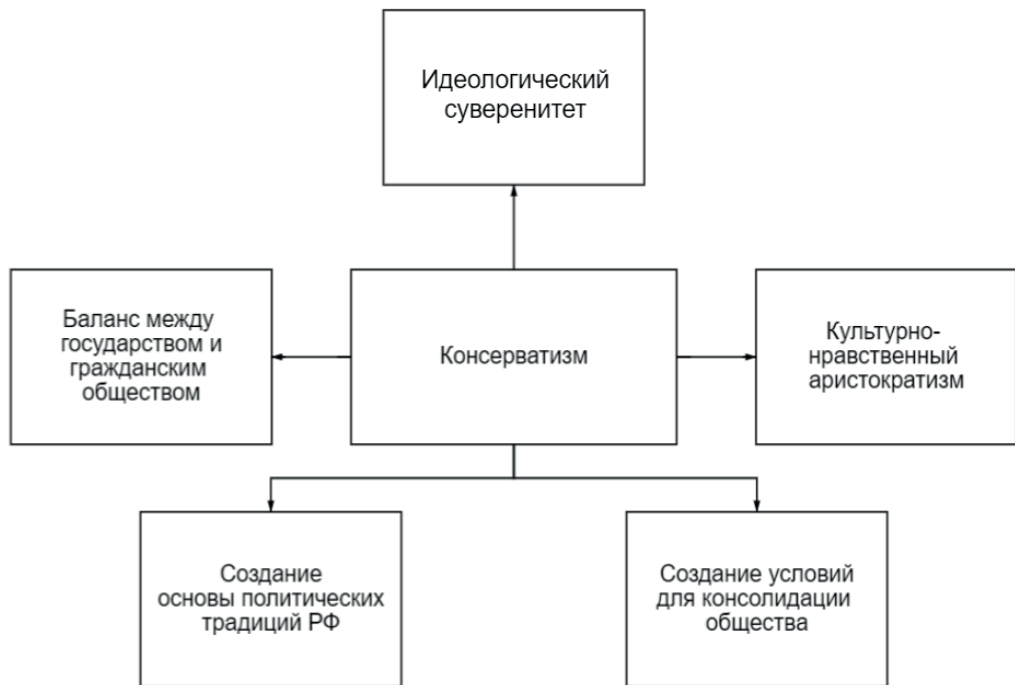 Идеологический
суверенитет
Баланс между
государством и
гражданским
обществом
Консерватизм
Культурно-
нравственный
аристократизм
Создание
основы политических
традиций РФ
Создание условий
для консолидации
общества